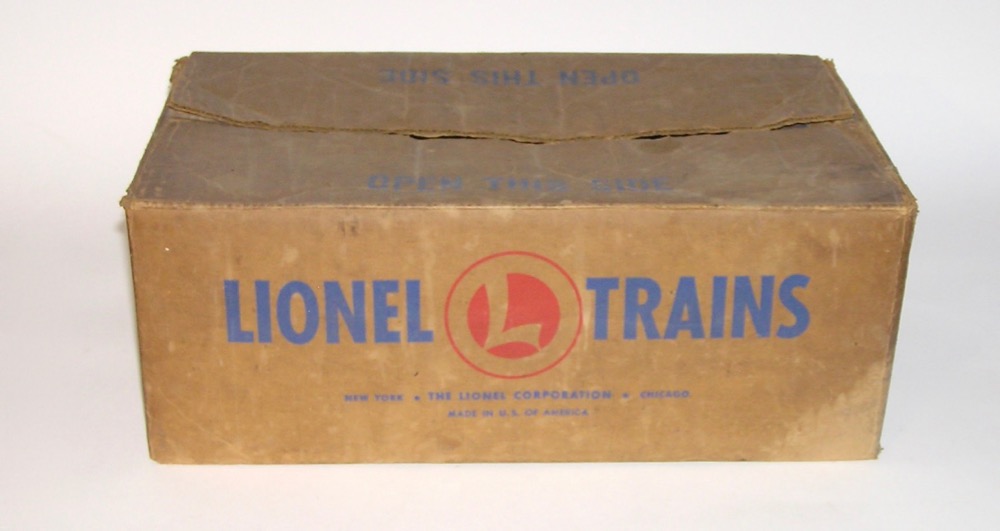 OPEN THIS SIDE
OPEN THIS SIDE
LIONEL L TRAINS
NEW YORK • THE LIONEL CORPORATION • CHICAGO
MADE IN U.S. OF AMERICA